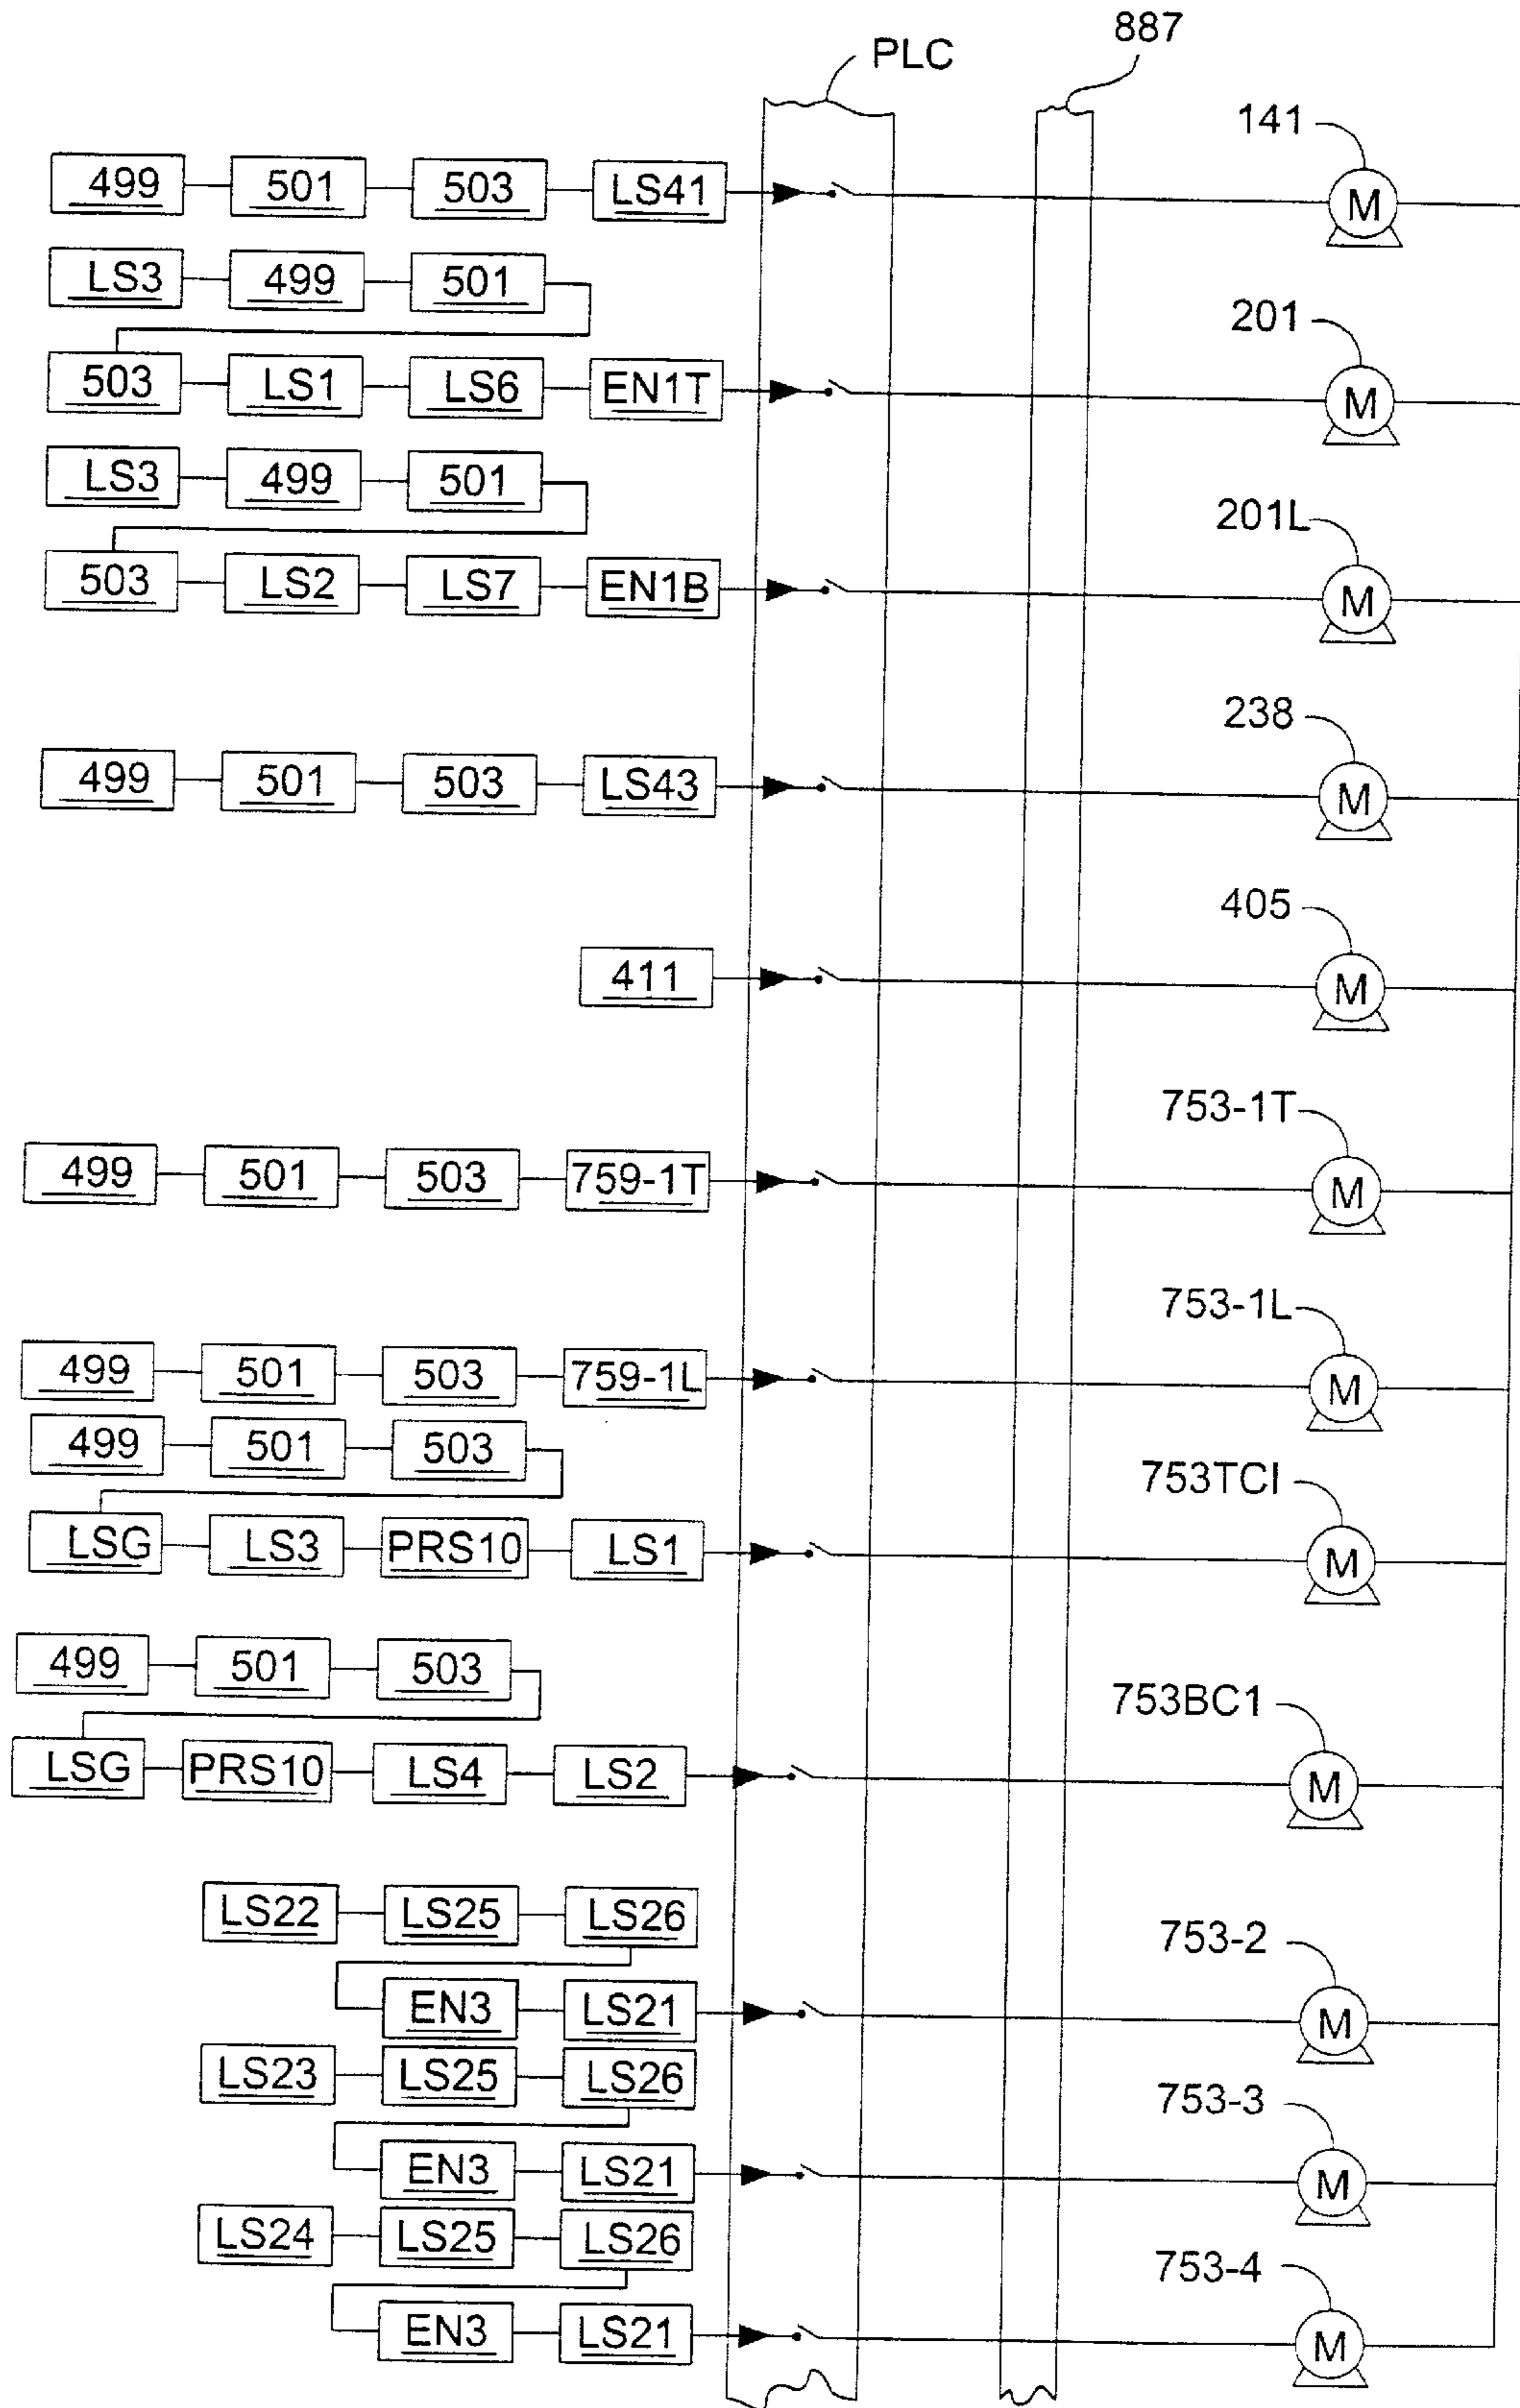 887
PLC
141
499 501 503 LS41 M
LS3 499 501
201
503 LS1 LS6 EN1T M
LS3 499 501
201L
503 LS2 LS7 EN1B M
238
499 501 503 LS43 M
405
411 M
753-1T
499 501 503 759-1T M
753-1L
499 501 503 759-1L M
499 501 503
753TCI
LSG LS3 PRS10 LS1 M
499 501 503
753BC1
LSG PRS10 LS4 LS2 M
LS22 LS25 LS26
753-2
EN3 LS21 M
LS23 LS25 LS26
753-3
EN3 LS21 M
LS24 LS25 LS26
753-4
EN3 LS21 M